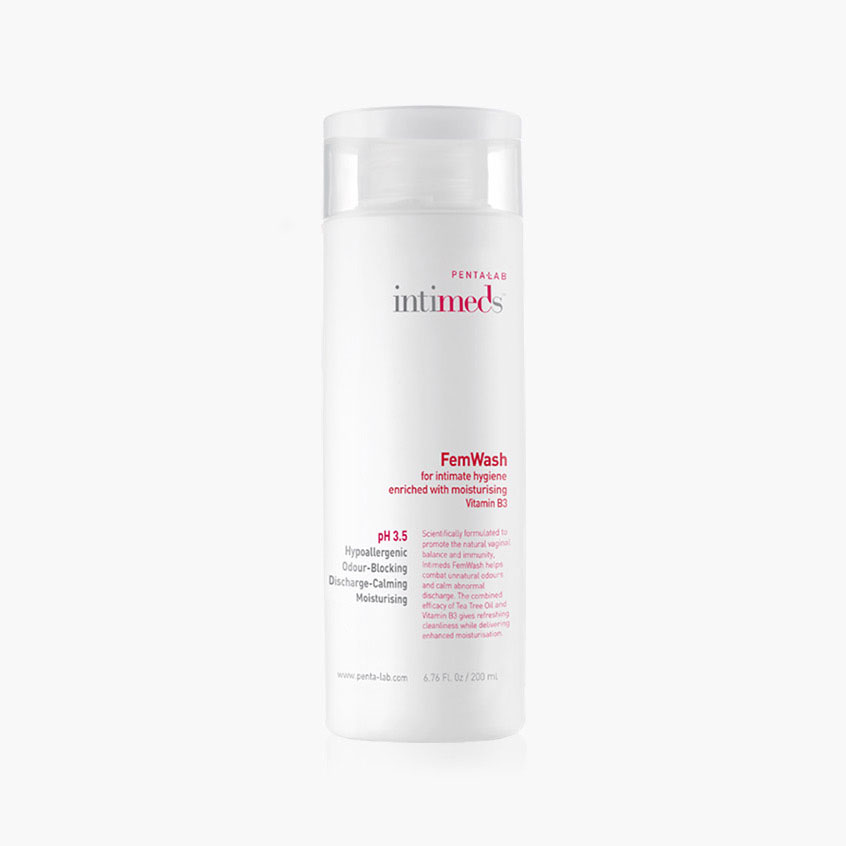 PENTA-LAB
intimeds™
FemWash
for intimate hygiene
enriched with moisturising
Vitamin B3
pH 3.5
Hypoallergenic
Odour-Blocking
Discharge-Calming
Moisturising
Scientifically formulated to
promote the natural vaginal
balance and immunity,
Intimeds FemWash helps
combat unnatural odours
and calm abnormal
discharge. The combined
efficacy of Tea Tree Oil and
Vitamin B3 gives refreshing
cleanliness while delivering
enhanced moisturisation.
www.penta-lab.com
6.76 Fl. Oz / 200 mL